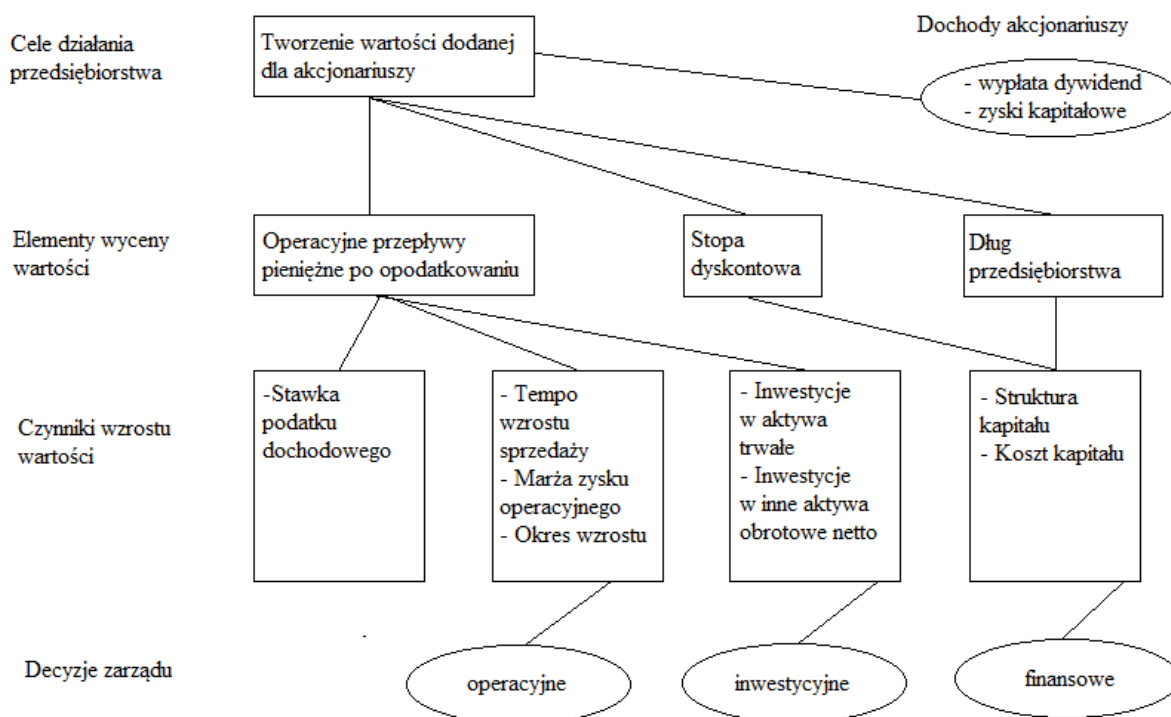 Cele działania
przedsiębiorstwa
Tworzenie wartości dodanej
dla akcjonariuszy
Dochody akcjonariuszy
- wypłata dywidend
- zyski kapitałowe
Elementy wyceny
wartości
Operacyjne przepływy
pieniężne po opodatkowaniu
Stopa
dyskontowa
Dług
przedsiębiorstwa
Czynniki wzrostu
wartości
-Stawka
podatku
dochodowego
- Tempo
wzrostu
sprzedaży
- Marża zysku
operacyjnego
- Okres wzrostu
- Inwestycje
w aktywa
trwałe
- Inwestycje
w inne aktywa
obrotowe netto
- Struktura
kapitału
- Koszt kapitału
Decyzje zarządu
operacyjne
inwestycyjne
finansowe